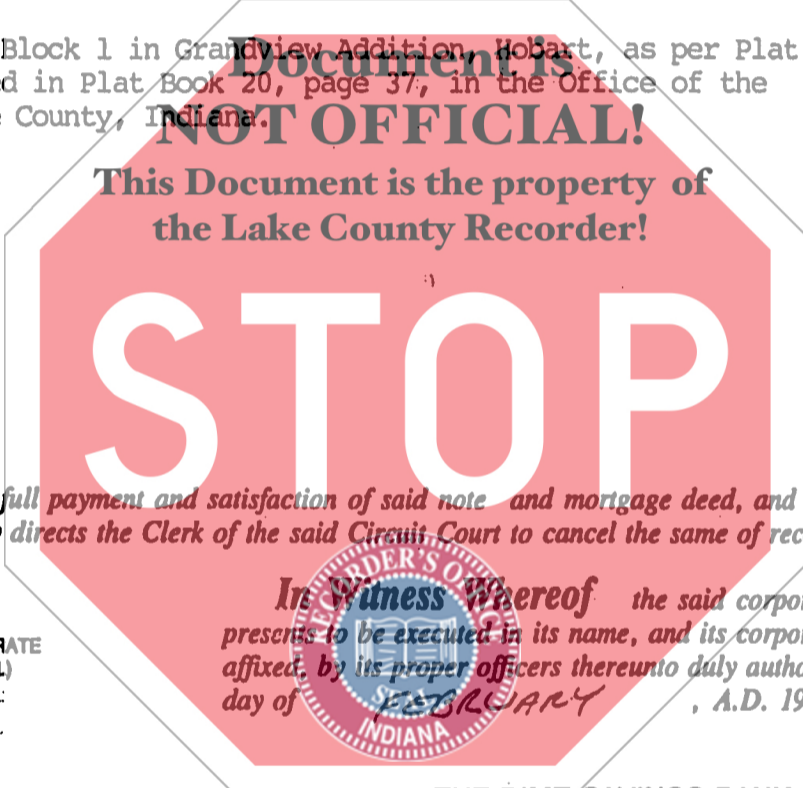 Block 1 in Grandview Addition, Hobart, as per Plat
Document is
d in Plat Book 20, page 37, in the Office of the
County, Indiana.
NOT OFFICIAL!
This Document is the property of
the Lake County Recorder!
STOP
full payment and satisfaction of said note and mortgage deed, and
directs the Clerk of the said Circuit Court to cancel the same of rec
RECORDER'S OFFICE
In Witness Whereof the said corpo
RATE
presents to be executed in its name, and its corpor
L)
affixed, by its proper officers thereunto duly autho
SEAL
day of FEBRUARY , A.D. 19
INDIANA